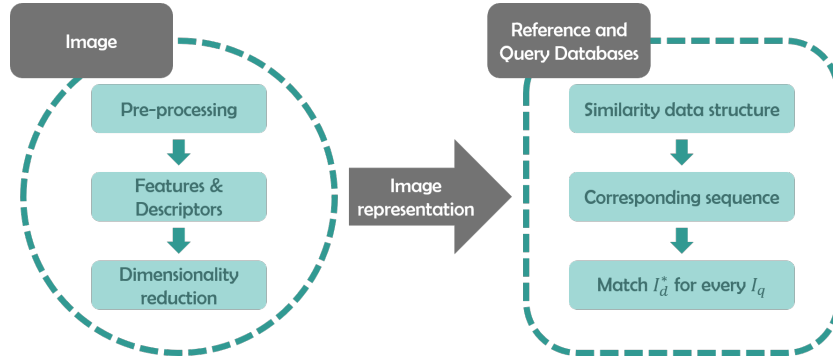 Image
Pre-processing
Features &
Descriptors
Dimensionality
reduction
Image
representation
Reference and
Query Databases
Similarity data structure
Corresponding sequence
Match $I_d^*$ for every $I_q$